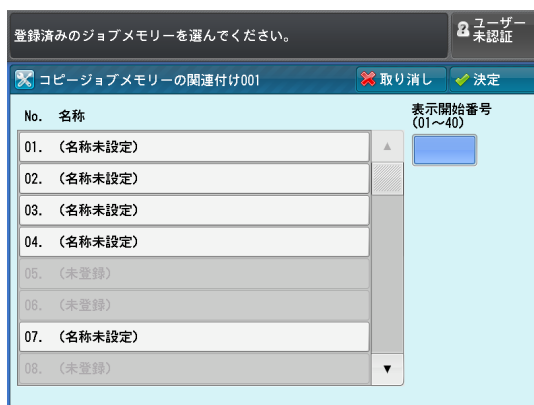 登録済みのジョブメモリーを選んでください。
ユーザー
未認証
コピージョブメモリーの関連付け001
取り消し
決定
No. 名称
表示開始番号
(01～40)
01. (名称未設定)
02. (名称未設定)
03. (名称未設定)
04. (名称未設定)
05. (未登録)
06. (未登録)
07. (名称未設定)
08. (未登録)